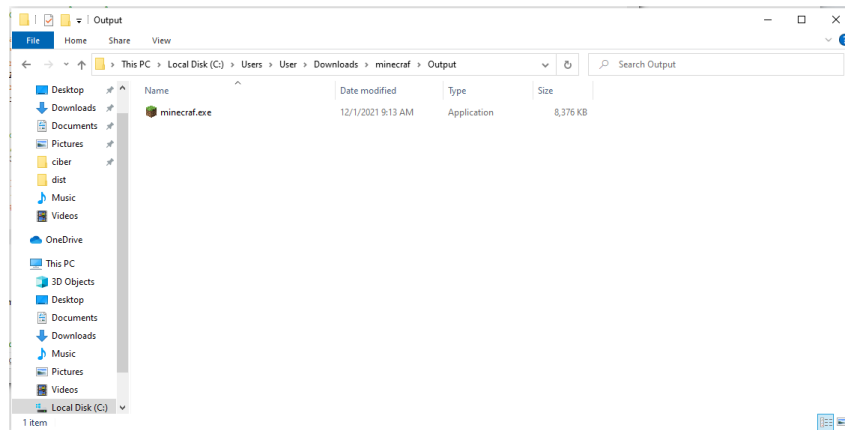 Output
File Home Share View
This PC > Local Disk (C:) > Users > User > Downloads > minecraf > Output
Search Output
Name Date modified Type Size
minecraf.exe 12/1/2021 9:13 AM Application 8,376 KB
Desktop
Downloads
Documents
Pictures
ciber
dist
Music
Videos
OneDrive
This PC
3D Objects
Desktop
Documents
Downloads
Music
Pictures
Videos
Local Disk (C:)
1 item